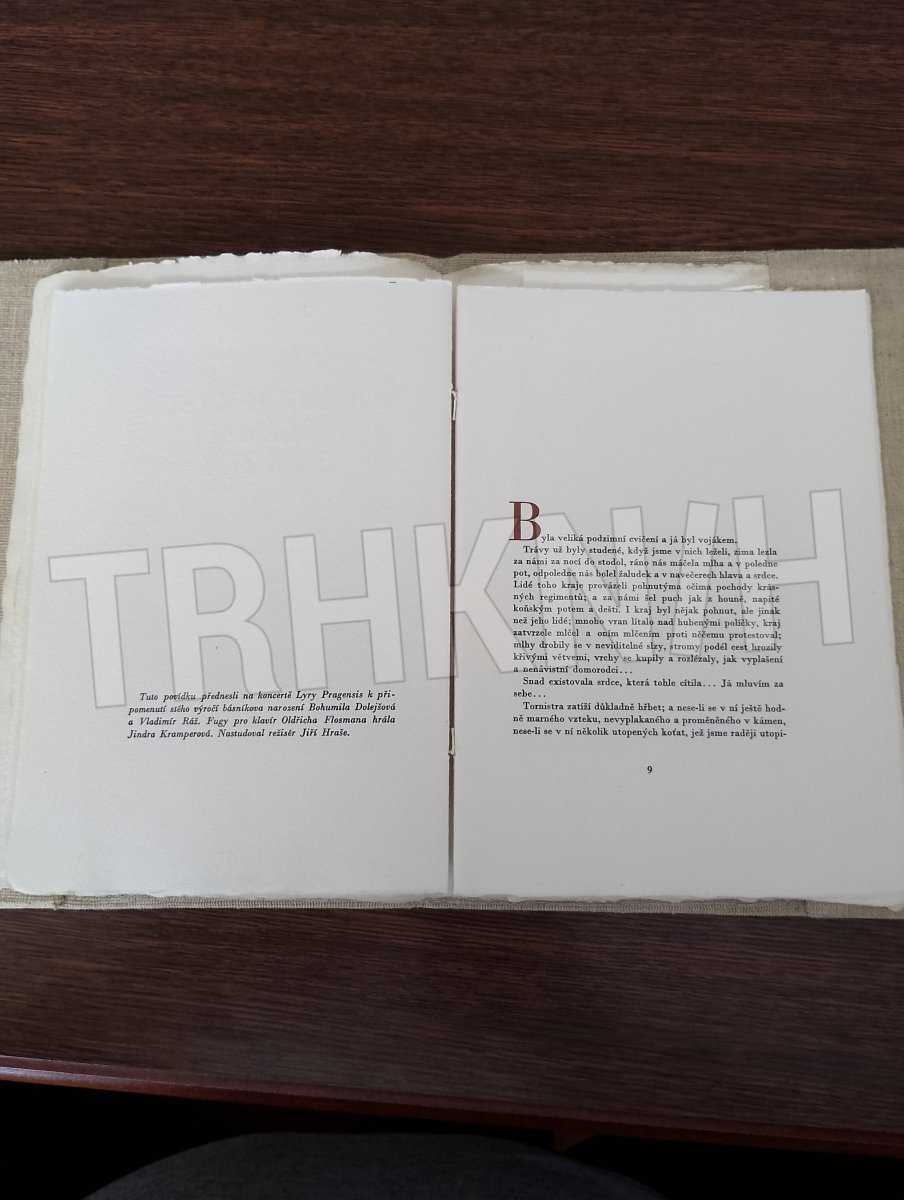 Tuto povídku přednesli na koncertě Lyry Pragensis k při-
pomenutí stého výročí básníkova narození Bohumila Dolejšová
a Vladimír Ráž. Fugy pro klavír Oldřicha Flosmana hrála
Jindra Kramperová. Nastudoval režisér Jiří Hraše.
Byla veliká podzimní cvičení a já byl vojákem.
Trávy už byly studené, když jsme v nich leželi, zima lezla
za námi za nocí do stodol, ráno nás máčela mlha a v poledne
pot, odpoledne nás bolel žaludek a v navečerech hlava a srdce.
Lidé toho kraje provázeli pohnutýma očima pochody krás-
ných regimentů; a za námi šel puch jak z houně, napité
koňským potem a dešti. I kraj byl nějak pohnut, ale jinak
než jeho lidé; mnoho vran lítalo nad hubenými políčky, kraj
zatvrzele mlčel a oním mlčením proti něčemu protestoval;
mlhy drobily se v neviditelné slzy, stromy podél cest hrozily
křivými větvemi, vrchy se kupily a rozlézaly, jak vyplašení
a nenávistní domorodci...
Snad existovala srdce, která tohle cítila... Já mluvím za
sebe...
Tornistra zatíží důkladně hřbet; a nese-li se v ní ještě hod-
ně marného vzteku, nevyplakaného a proměněného v kámen,
nese-li se v ní několik utopených koťat, jež jsme raději utopi-
9
TRHKNIH